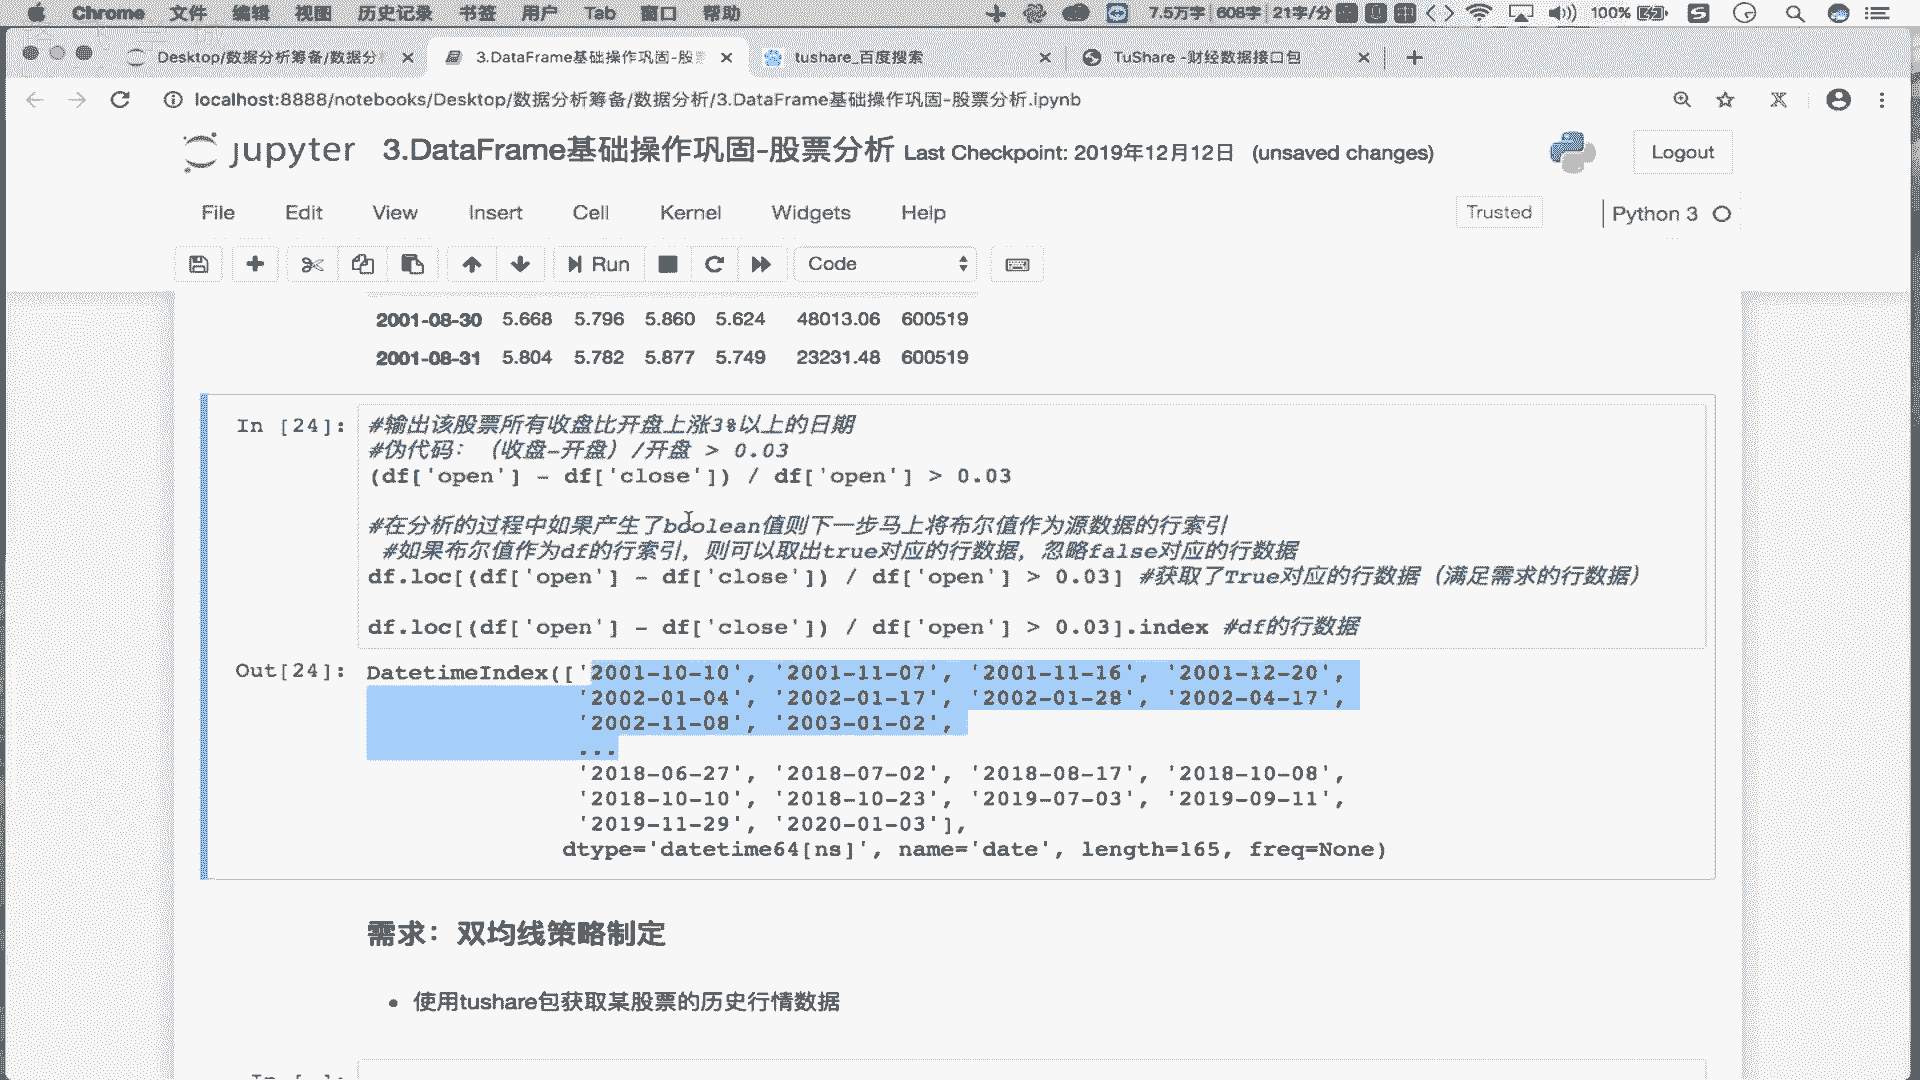 Chrome 文件 编辑 视图 历史记录 书签 用户 Tab 窗口 帮助 7.5万字 608字 21字/分 100%
Desktop/数据分析筹备/数据分 3.DataFrame基础操作巩固-股 tushare_百度搜索 TuShare -财经数据接口包
localhost:8888/notebooks/Desktop/数据分析筹备/数据分析/3.DataFrame基础操作巩固-股票分析.ipynb
jupyter 3.DataFrame基础操作巩固-股票分析 Last Checkpoint: 2019年12月12日 (unsaved changes) Logout
File Edit View Insert Cell Kernel Widgets Help Trusted Python 3
Run Code
2001-08-30 5.668 5.796 5.860 5.624 48013.06 600519
2001-08-31 5.804 5.782 5.877 5.749 23231.48 600519
In [24]: #输出该股票所有收盘比开盘上涨3%以上的日期
#伪代码：（收盘-开盘）/开盘 > 0.03
(df['open'] - df['close']) / df['open'] > 0.03
#在分析的过程中如果产生了boolean值则下一步马上将布尔值作为源数据的行索引
#如果布尔值作为df的行索引，则可以取出true对应的行数据，忽略false对应的行数据
df.loc[(df['open'] - df['close']) / df['open'] > 0.03] #获取了True对应的行数据（满足需求的行数据）
df.loc[(df['open'] - df['close']) / df['open'] > 0.03].index #df的行数据
Out[24]: DatetimeIndex(['2001-10-10', '2001-11-07', '2001-11-16', '2001-12-20',
'2002-01-04', '2002-01-17', '2002-01-28', '2002-04-17',
'2002-11-08', '2003-01-02',
...
'2018-06-27', '2018-07-02', '2018-08-17', '2018-10-08',
'2018-10-10', '2018-10-23', '2019-07-03', '2019-09-11',
'2019-11-29', '2020-01-03'],
dtype='datetime64[ns]', name='date', length=165, freq=None)
需求：双均线策略制定
• 使用tushare包获取某股票的历史行情数据